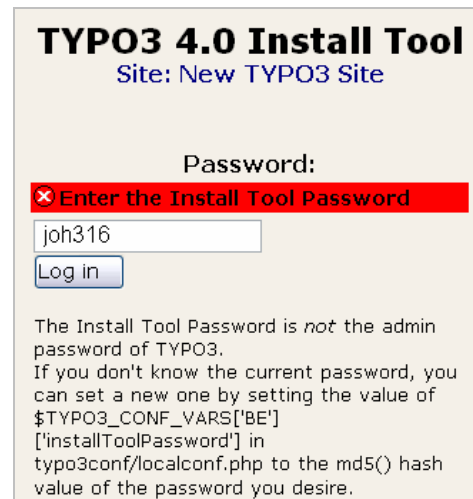 TYPO3 4.0 Install Tool
Site: New TYPO3 Site
Password:
Enter the Install Tool Password
joh316
Log in
The Install Tool Password is not the admin
password of TYPO3.
If you don't know the current password, you
can set a new one by setting the value of
$TYPO3_CONF_VARS['BE']
['installToolPassword'] in
typo3conf/localconf.php to the md5() hash
value of the password you desire.